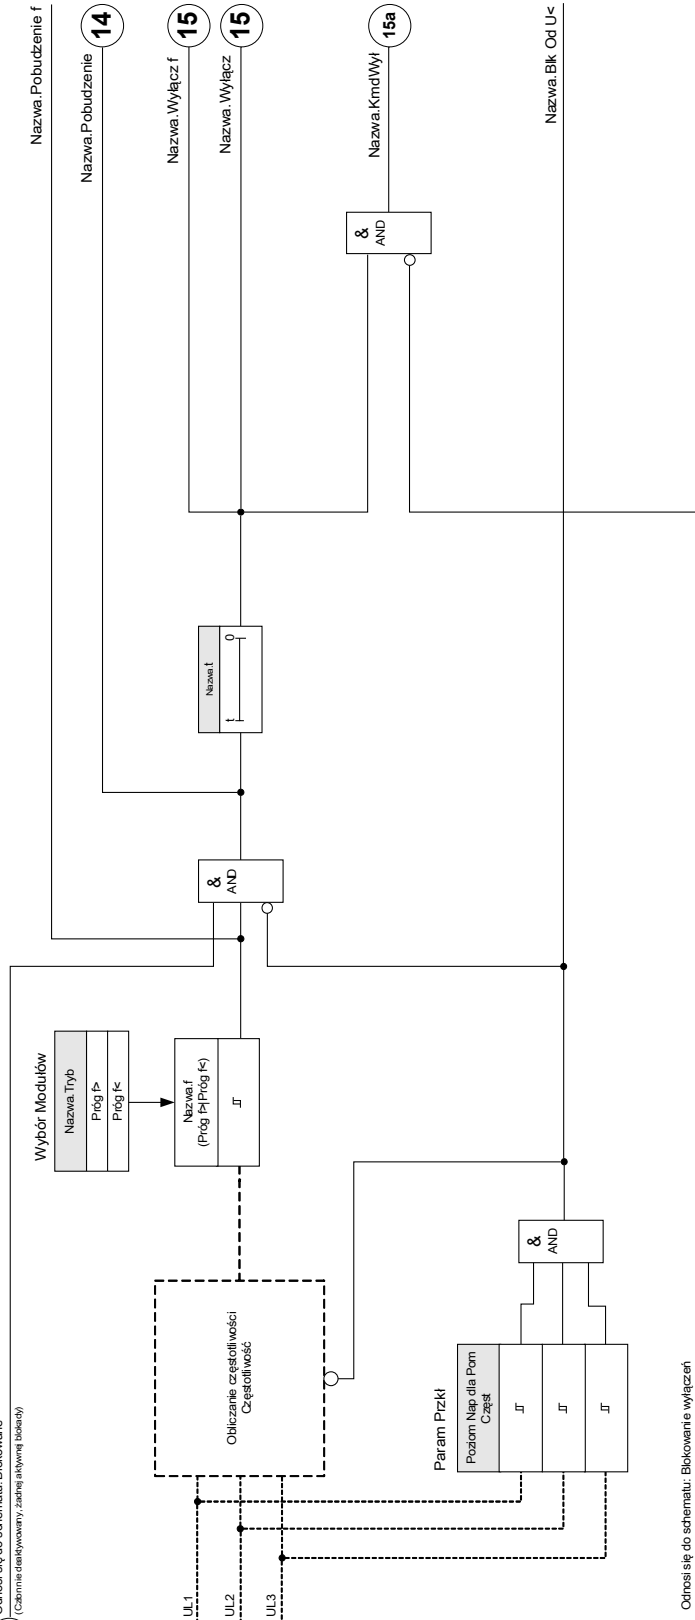 (Człon nie deaktywowany, żadnej aktywnej blokady)
UL1
UL2
UL3
Obliczanie częstotliwości
Częstotliwość
Wybór Modułów
Nazwa.Tryb
Próg f>
Próg f<
Nazwa.f
(Próg f>|Próg f<)
&
AND
Nazwa.t
t
0
Nazwa.Pobudzenie f
Nazwa.Pobudzenie
14
Nazwa.Wyłącz f
15
Nazwa.Wyłącz
15
&
AND
Nazwa.KmdWył
15a
Param Przkł
Poziom Nap dla Pom
Częst
&
AND
Nazwa.Blk Od U<
Odnosi się do schematu: Blokowanie wyłączeń